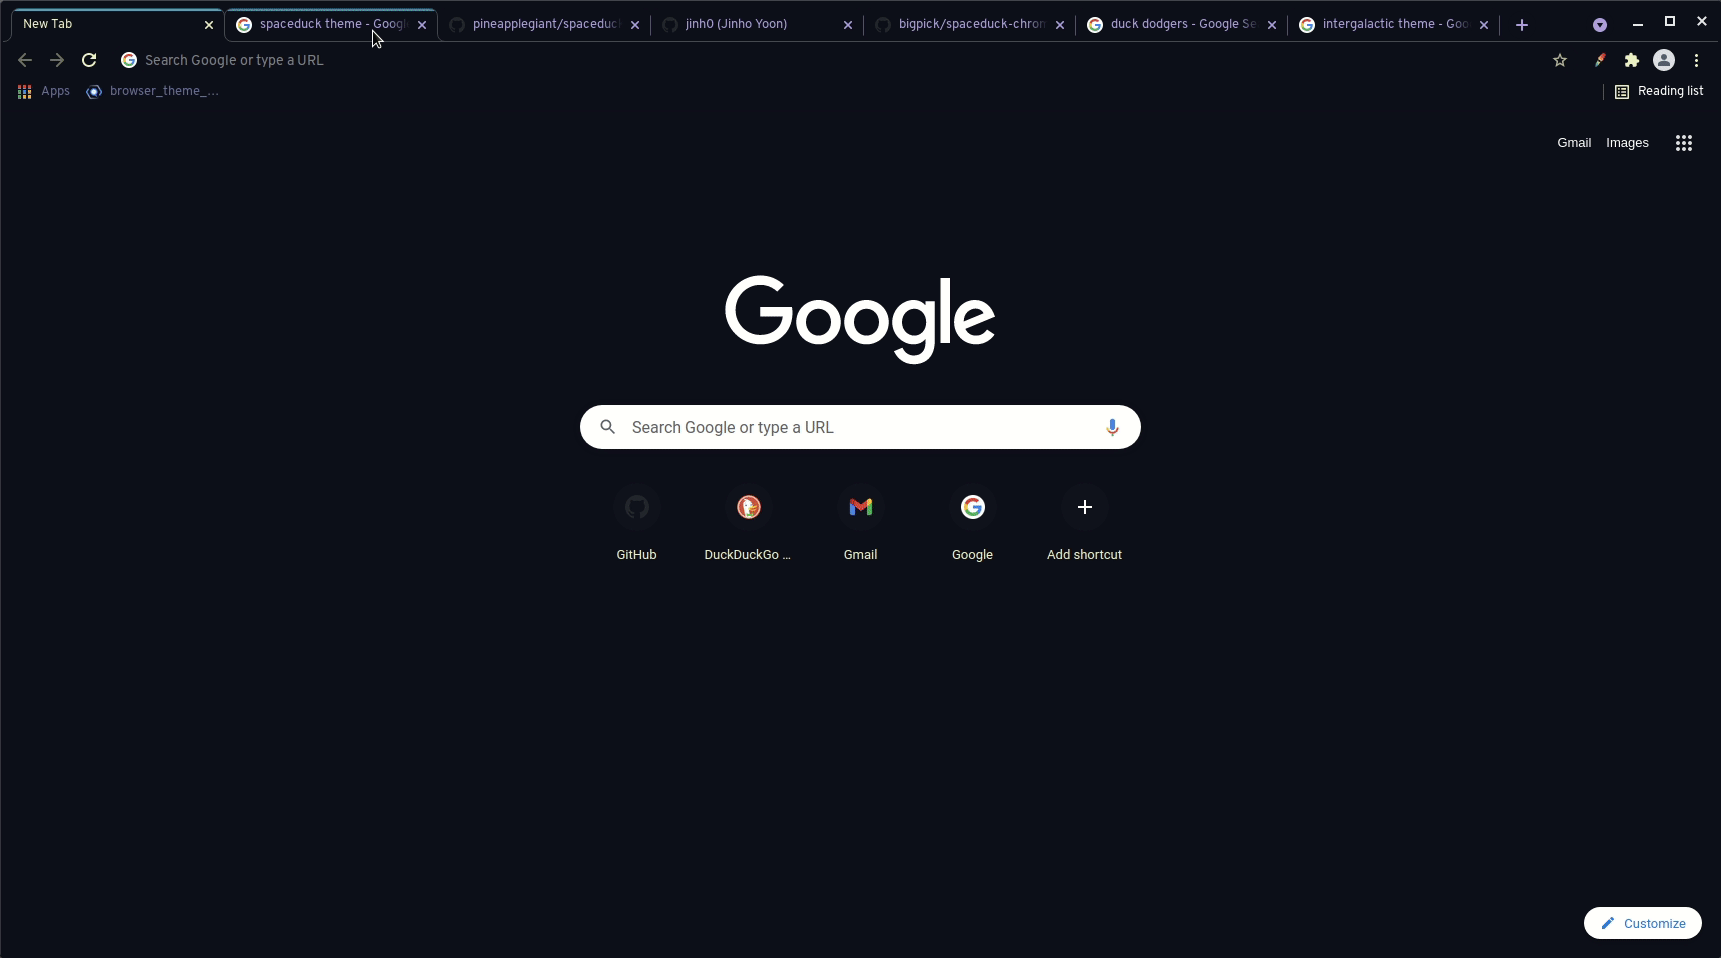 New Tab
spaceduck theme - Googl
pineapplegiant/spaceduc
jinh0 (Jinho Yoon)
bigpick/spaceduck-chrom
duck dodgers - Google Se
intergalactic theme - Goo
Search Google or type a URL
Apps
browser_theme_...
Reading list
Gmail
Images
Google
Search Google or type a URL
GitHub
DuckDuckGo ...
Gmail
Google
Add shortcut
Customize